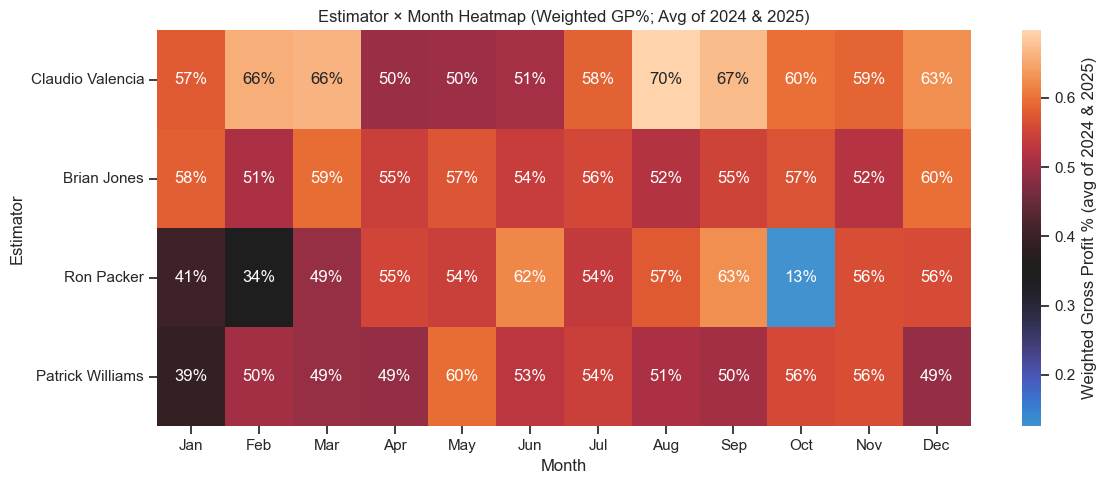 Estimator × Month Heatmap (Weighted GP%; Avg of 2024 & 2025)
Claudio Valencia 57% 66% 66% 50% 50% 51% 58% 70% 67% 60% 59% 63%
Brian Jones 58% 51% 59% 55% 57% 54% 56% 52% 55% 57% 52% 60%
Ron Packer 41% 34% 49% 55% 54% 62% 54% 57% 63% 13% 56% 56%
Patrick Williams 39% 50% 49% 49% 60% 53% 54% 51% 50% 56% 56% 49%
Jan Feb Mar Apr May Jun Jul Aug Sep Oct Nov Dec
Month
Estimator
0.6
0.5
0.4
0.3
0.2
Weighted Gross Profit % (avg of 2024 & 2025)